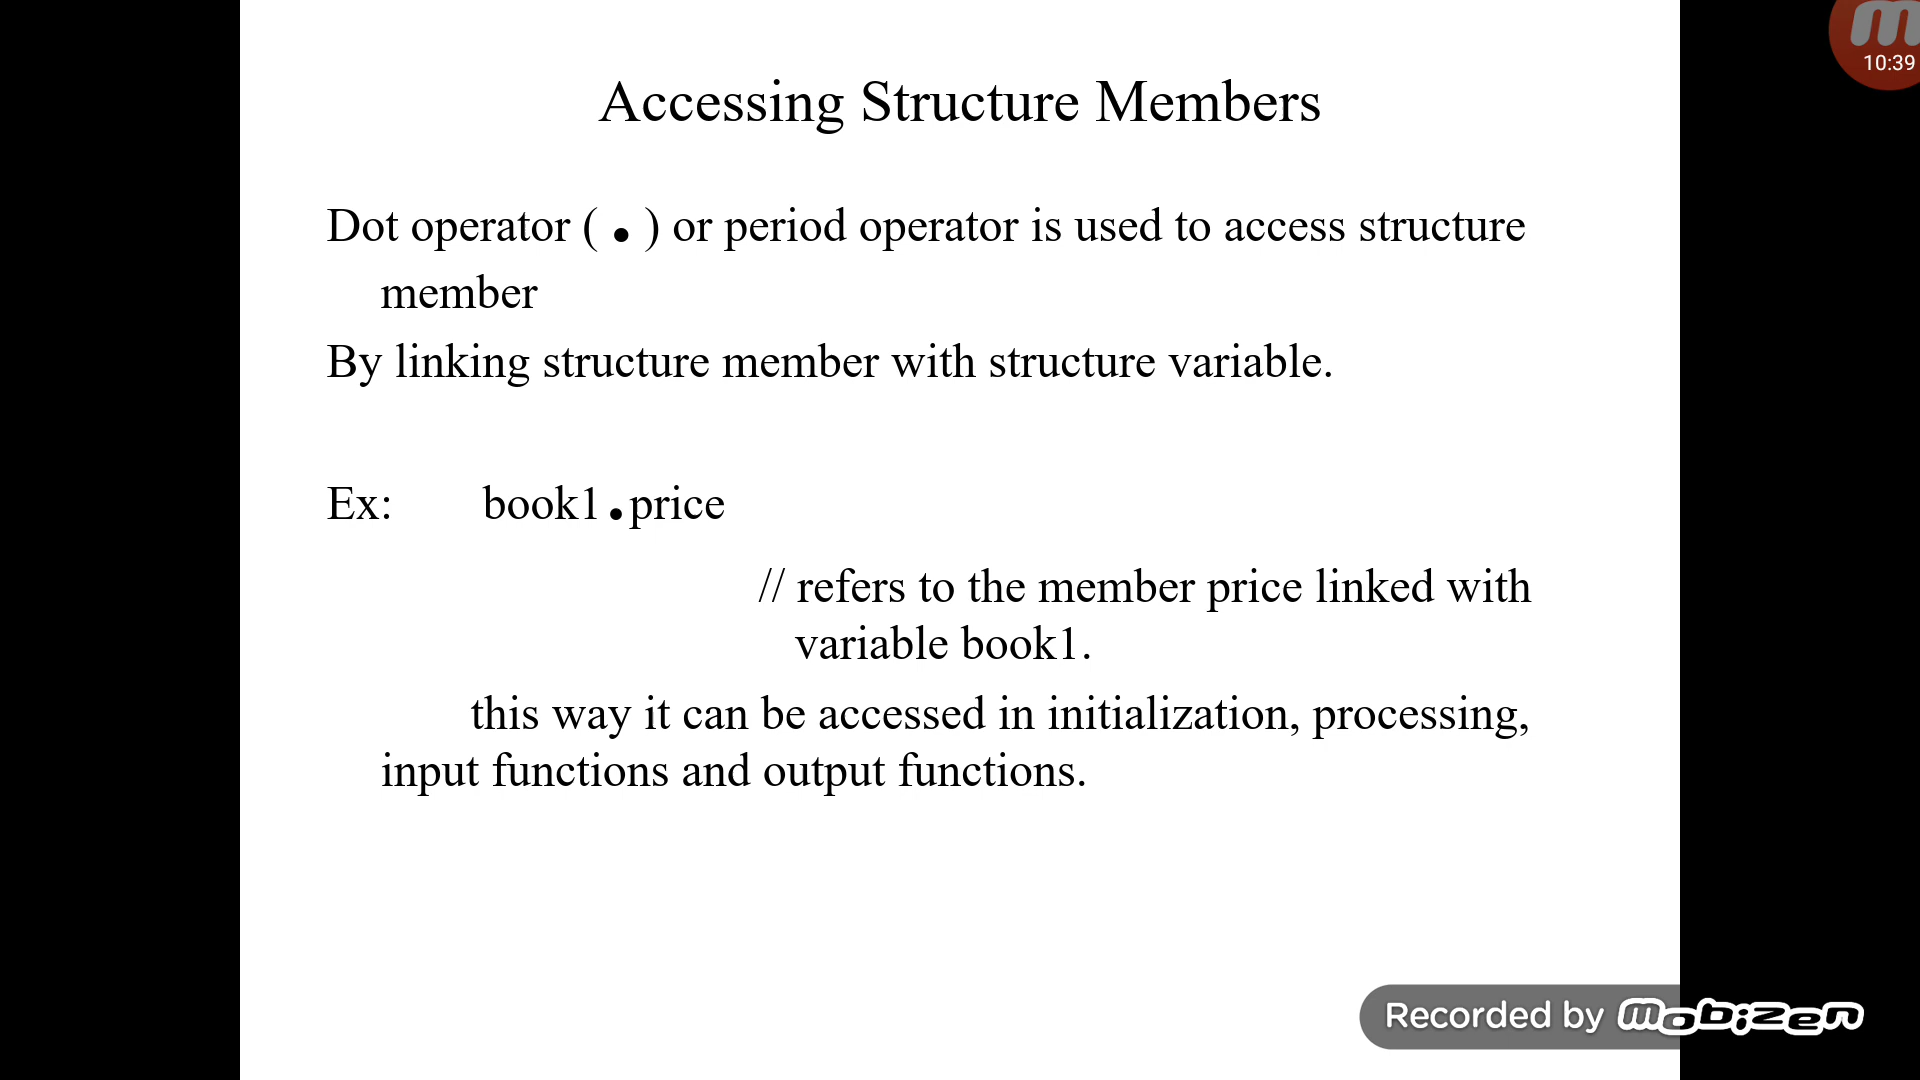 10:39
Accessing Structure Members
Dot operator ( . ) or period operator is used to access structure
member
By linking structure member with structure variable.
Ex: book1.price
// refers to the member price linked with
variable book1.
this way it can be accessed in initialization, processing,
input functions and output functions.
Recorded by mobizen